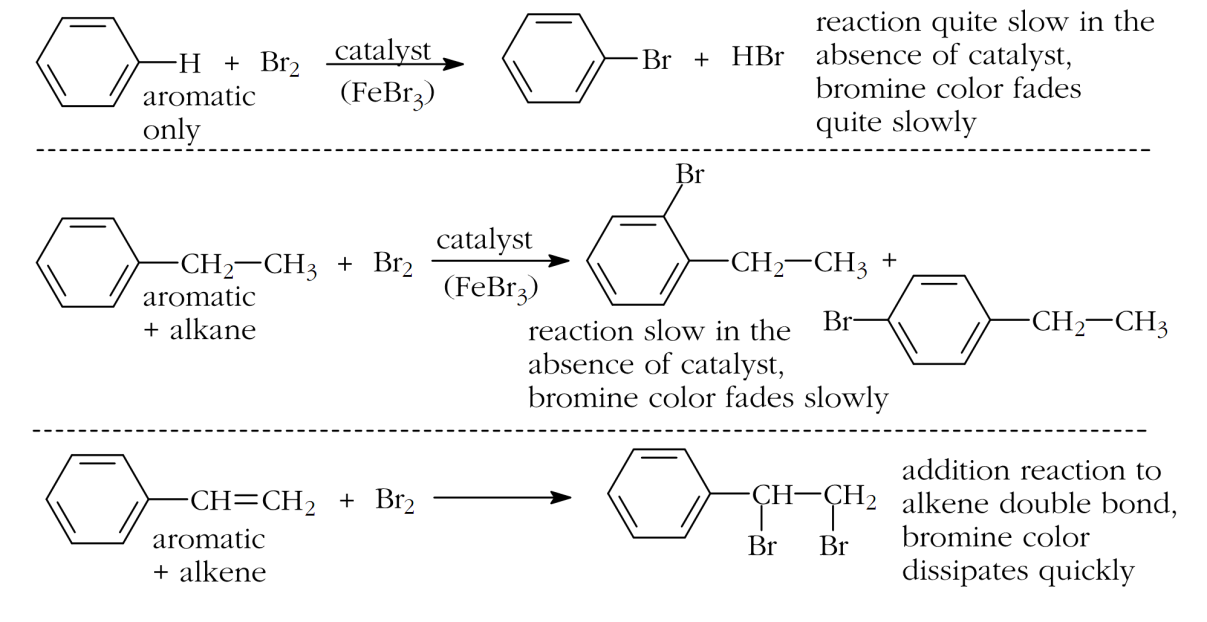 H + Br₂ catalyst (FeBr₃) Br + HBr
aromatic only
reaction quite slow in the
absence of catalyst,
bromine color fades
quite slowly
CH₂—CH₃ + Br₂ catalyst (FeBr₃) Br CH₂—CH₃ +
aromatic
+ alkane
Br CH₂—CH₃
reaction slow in the
absence of catalyst,
bromine color fades slowly
CH=CH₂ + Br₂ CH—CH₂
Br Br
aromatic
+ alkene
addition reaction to
alkene double bond,
bromine color
dissipates quickly